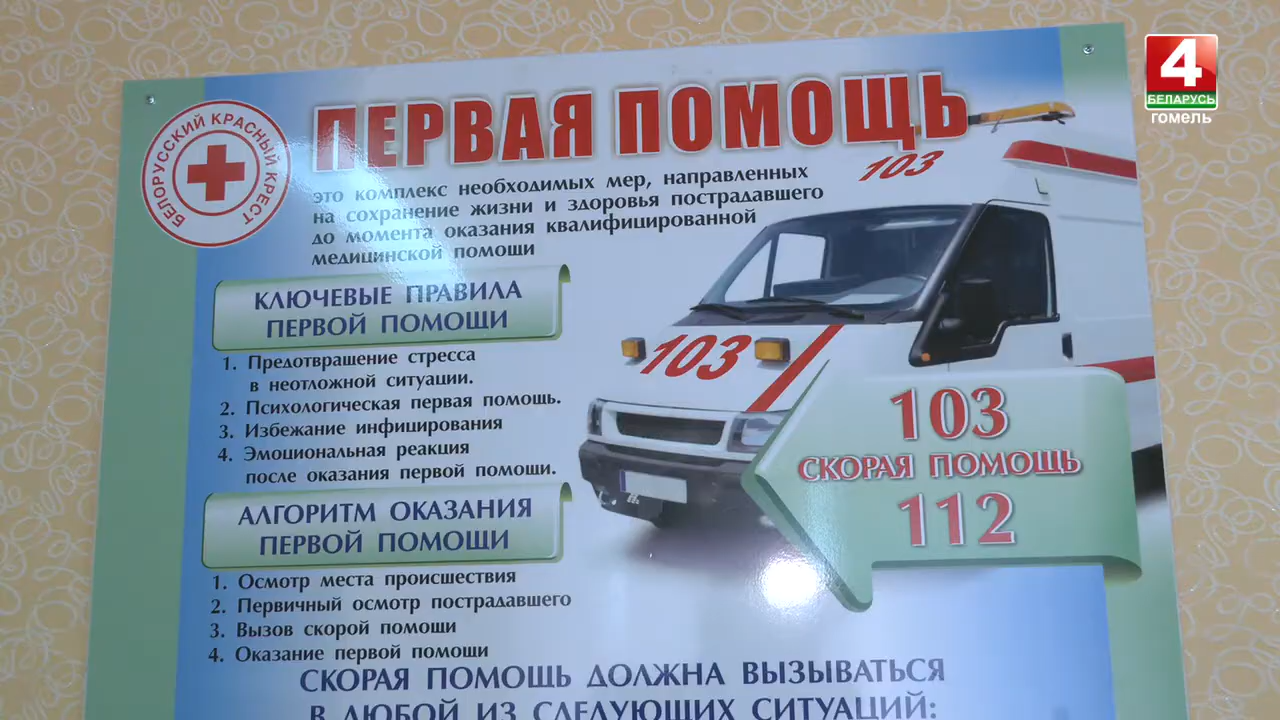 4
БЕЛАРУСЬ
гомель
БЕЛОРУССКИЙ КРАСНЫЙ КРЕСТ
ПЕРВАЯ ПОМОЩЬ
это комплекс необходимых мер, направленных
на сохранение жизни и здоровья пострадавшего
до момента оказания квалифицированной
медицинской помощи
103
КЛЮЧЕВЫЕ ПРАВИЛА
ПЕРВОЙ ПОМОЩИ
1. Предотвращение стресса
в неотложной ситуации.
2. Психологическая первая помощь.
3. Избежание инфицирования
4. Эмоциональная реакция
после оказания первой помощи.
103
103
СКОРАЯ ПОМОЩЬ
112
АЛГОРИТМ ОКАЗАНИЯ
ПЕРВОЙ ПОМОЩИ
1. Осмотр места происшествия
2. Первичный осмотр пострадавшего
3. Вызов скорой помощи
4. Оказание первой помощи
СКОРАЯ ПОМОЩЬ ДОЛЖНА ВЫЗЫВАТЬСЯ
В ЛЮБОЙ ИЗ СЛЕДУЮЩИХ СИТУАЦИЙ: